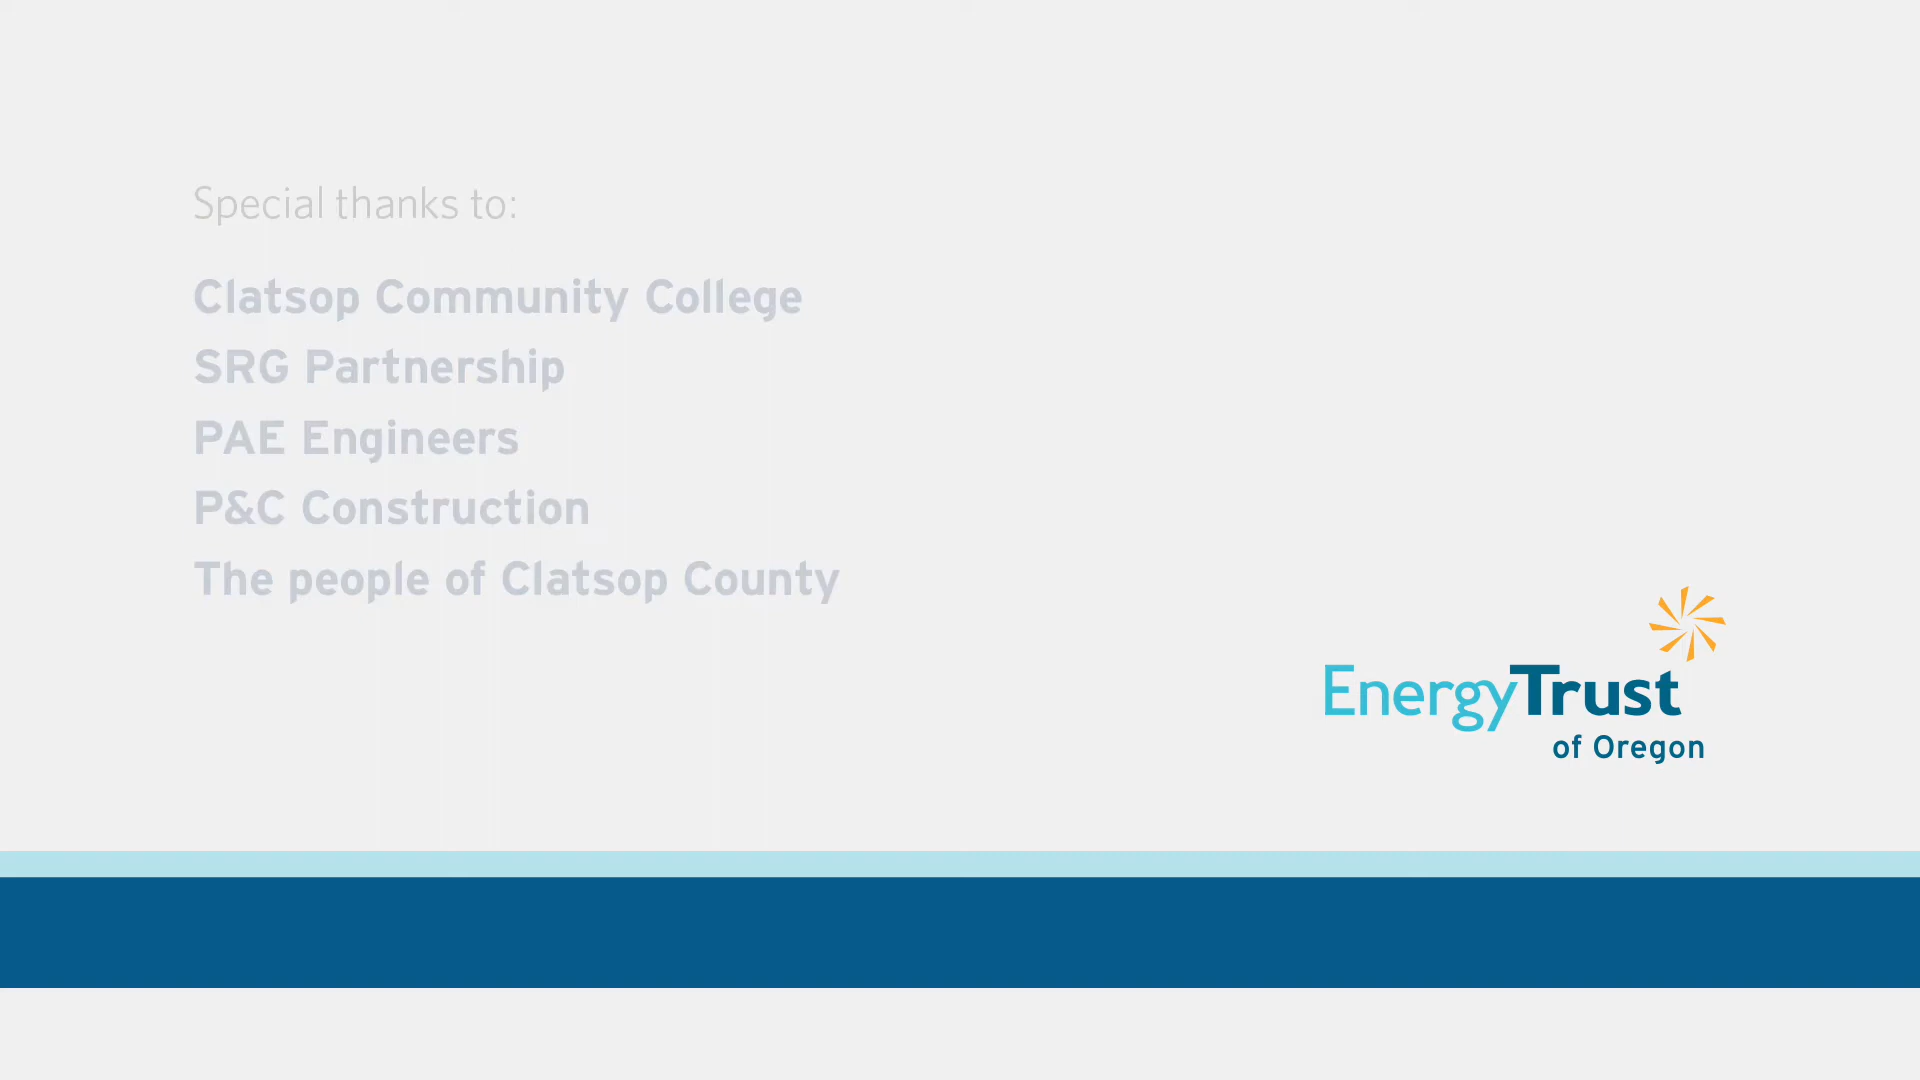 Special thanks to:
Clatsop Community College
SRG Partnership
PAE Engineers
P&C Construction
The people of Clatsop County
EnergyTrust
of Oregon